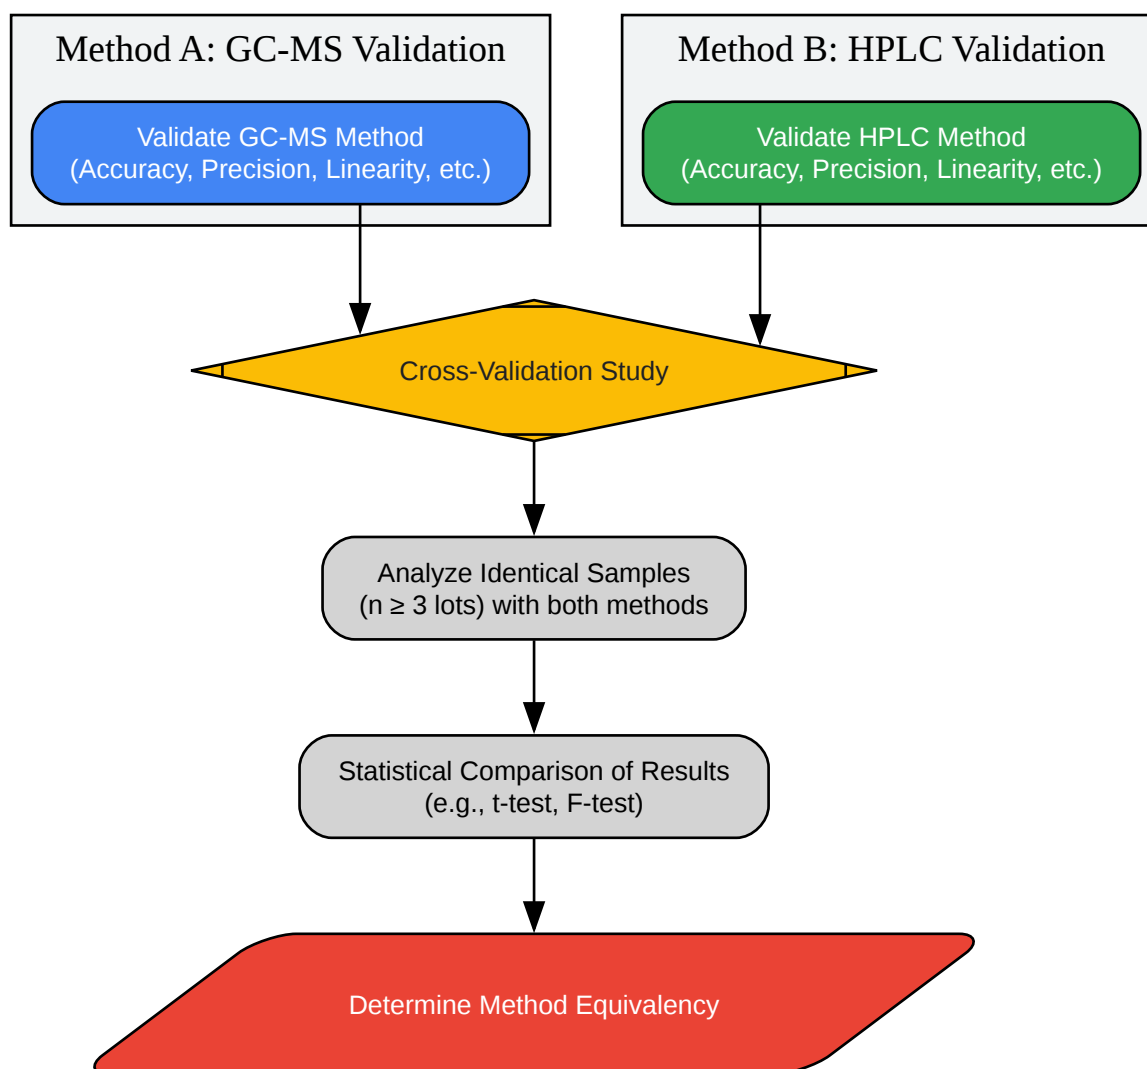 Method A: GC-MS Validation
Validate GC-MS Method
(Accuracy, Precision, Linearity, etc.)
Method B: HPLC Validation
Validate HPLC Method
(Accuracy, Precision, Linearity, etc.)
Cross-Validation Study
Analyze Identical Samples
(n ≥ 3 lots) with both methods
Statistical Comparison of Results
(e.g., t-test, F-test)
Determine Method Equivalency